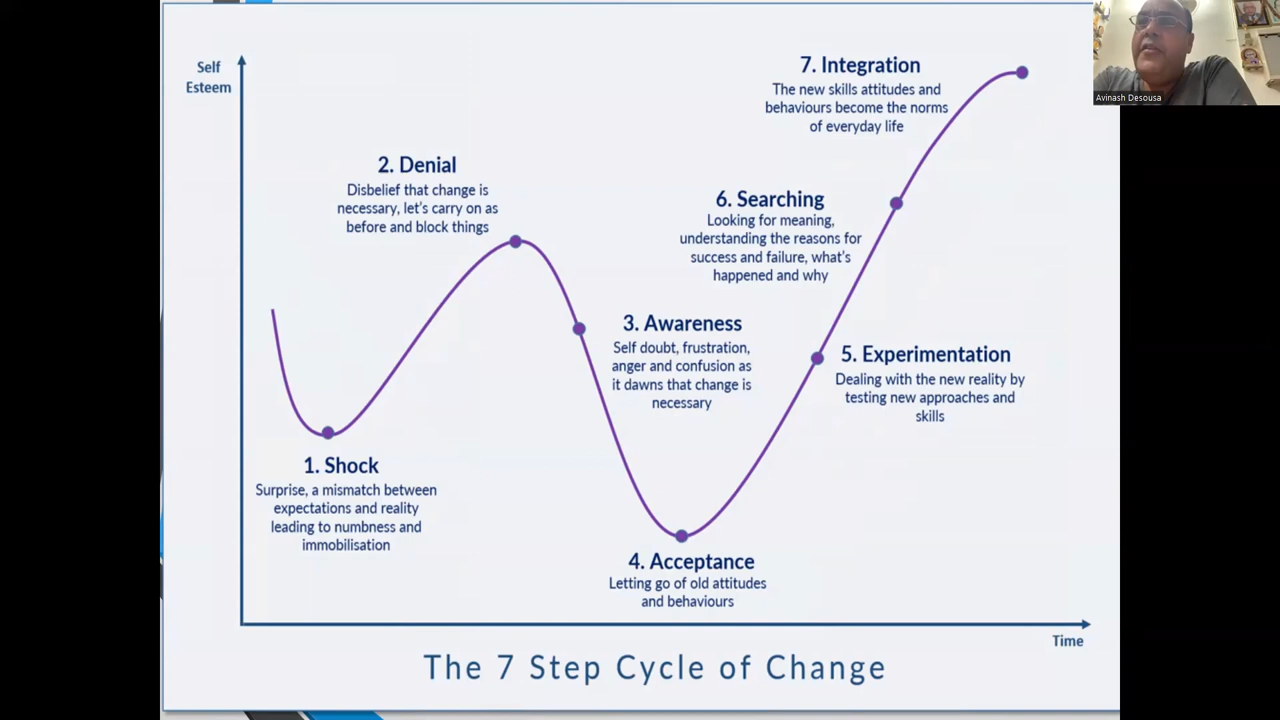 Self
Esteem
7. Integration
The new skills attitudes and
behaviours become the norms
of everyday life
2. Denial
Disbelief that change is
necessary, let's carry on as
before and block things
6. Searching
Looking for meaning,
understanding the reasons for
success and failure, what's
happened and why
3. Awareness
Self doubt, frustration,
anger and confusion as
it dawns that change is
necessary
5. Experimentation
Dealing with the new reality by
testing new approaches and
skills
1. Shock
Surprise, a mismatch between
expectations and reality
leading to numbness and
immobilisation
4. Acceptance
Letting go of old attitudes
and behaviours
Time
The 7 Step Cycle of Change
Avinash Desousa